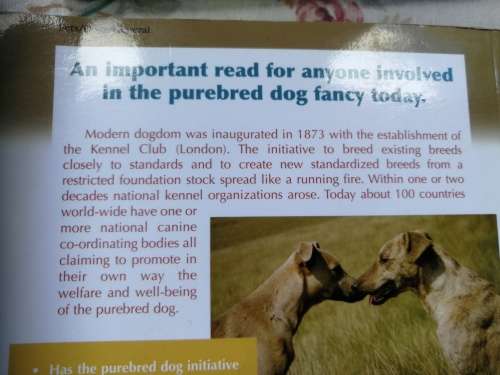 An important read for anyone involved
in the purebred dog fancy today.
Modern dogdom was inaugurated in 1873 with the establishment of
the Kennel Club (London). The initiative to breed existing breeds
closely to standards and to create new standardized breeds from a
restricted foundation stock spread like a running fire. Within one or two
decades national kennel organizations arose. Today about 100 countries
world-wide have one or
more national canine
co-ordinating bodies all
claiming to promote in
their own way the
welfare and well-being
of the purebred dog.
• Has the purebred dog initiative